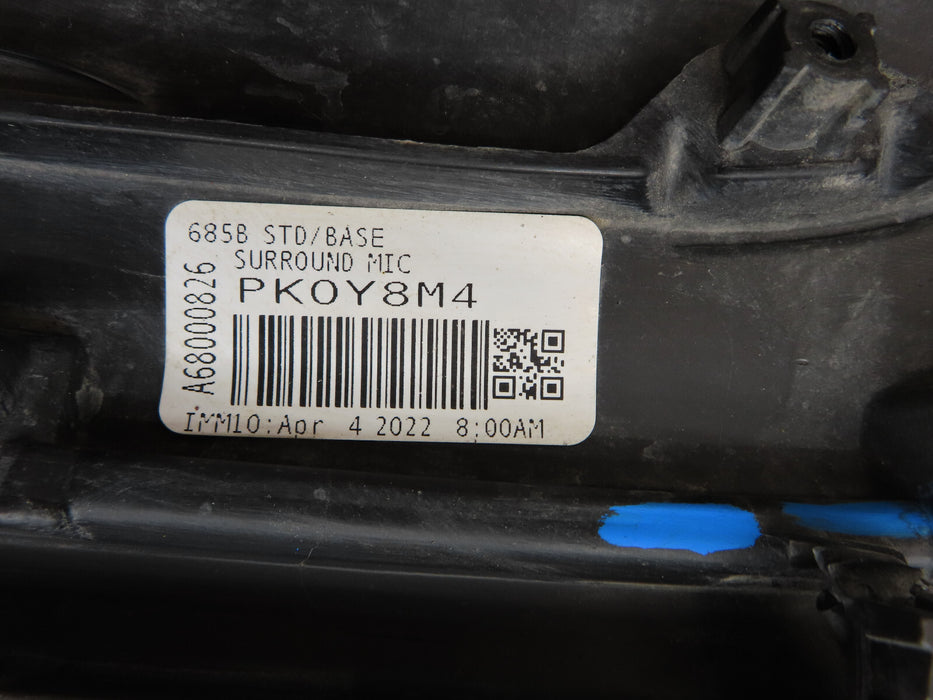 685B STD/BASE
SURROUND MIC
PK0Y8M4
A68000826
IMM10:Apr 4 2022 8:00AM